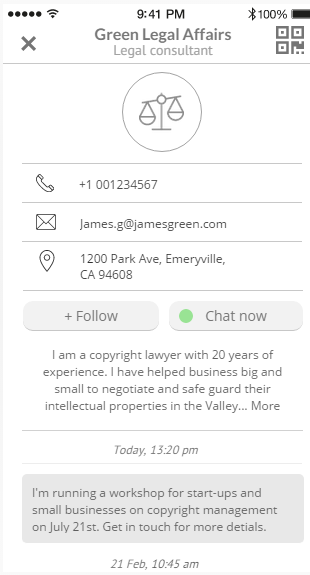 9:41 PM
100%
Green Legal Affairs
Legal consultant
+1 001234567
James.g@jamesgreen.com
1200 Park Ave, Emeryville,
CA 94608
+ Follow
Chat now
I am a copyright lawyer with 20 years of
experience. I have helped business big and
small to negotiate and safe guard their
intellectual properties in the Valley... More
Today, 13:20 pm
I'm running a workshop for start-ups and
small businesses on copyright management
on July 21st. Get in touch for more detials.
21 Feb, 10:45 am